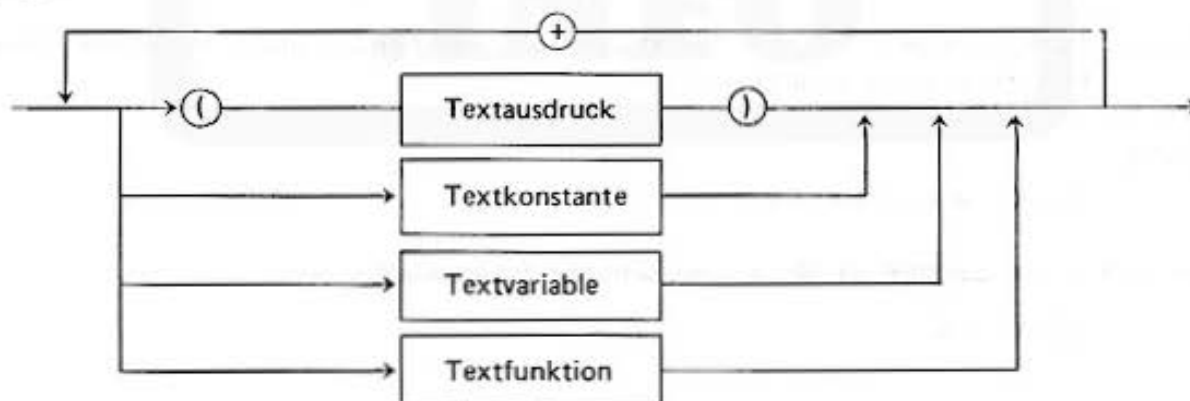 +
( Textausdruck )
Textkonstante
Textvariable
Textfunktion